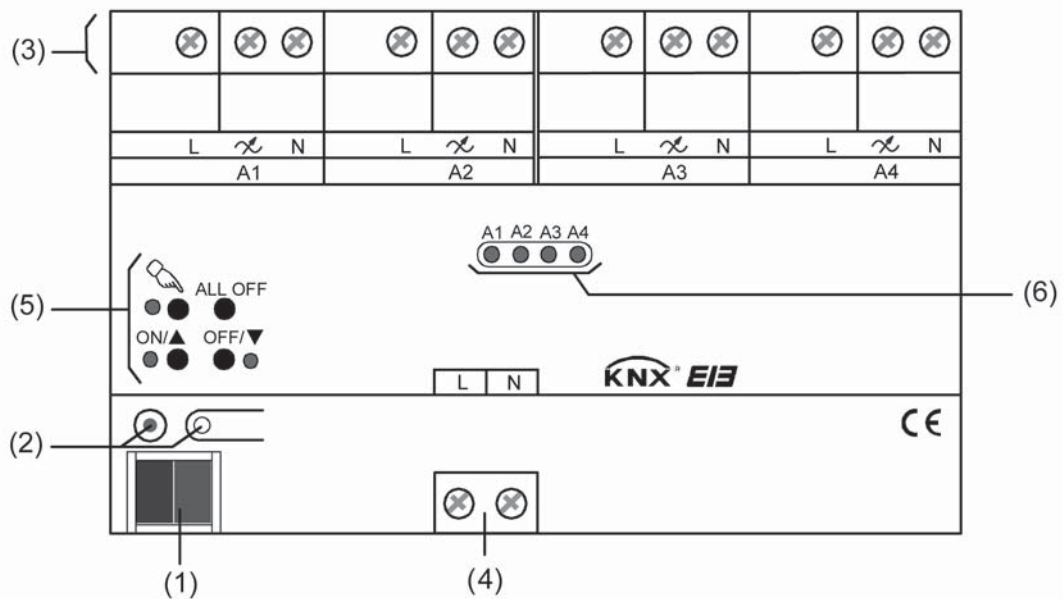 (3)
L N L N L N L N
A1 A2 A3 A4
A1 A2 A3 A4
(5)
ALL OFF
(6)
ON/▲ OFF/▼
L N
KNX® EIB
(2)
CE
(1)
(4)